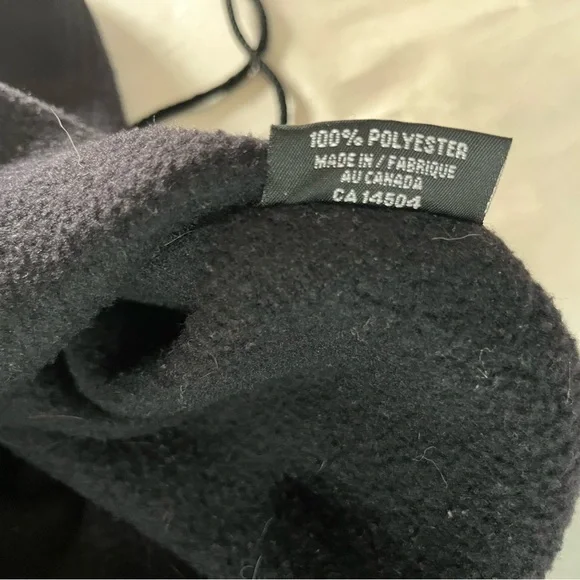 100% POLYESTER
MADE IN / FABRIQUE
AU CANADA
CA 14504